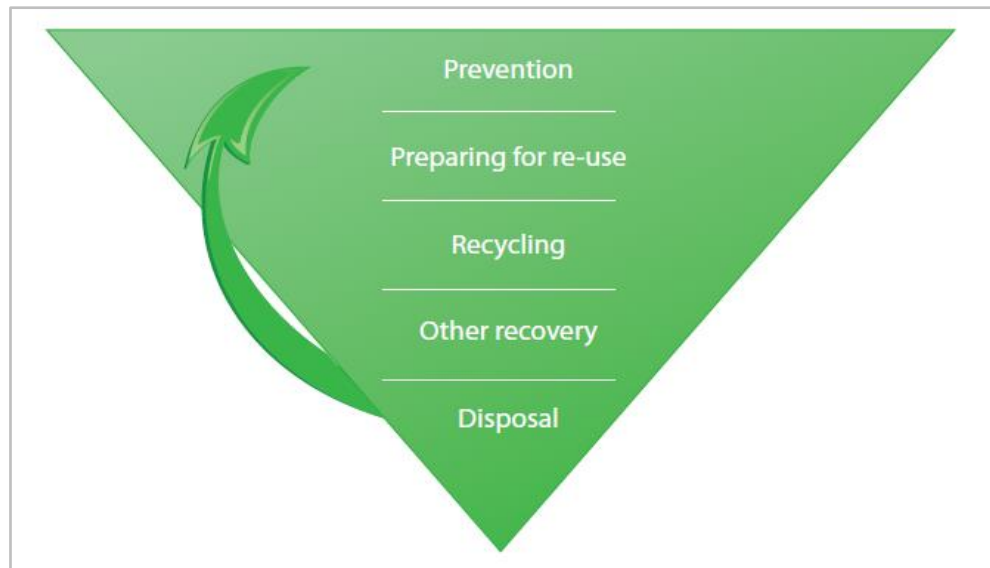 Prevention
Preparing for re-use
Recycling
Other recovery
Disposal